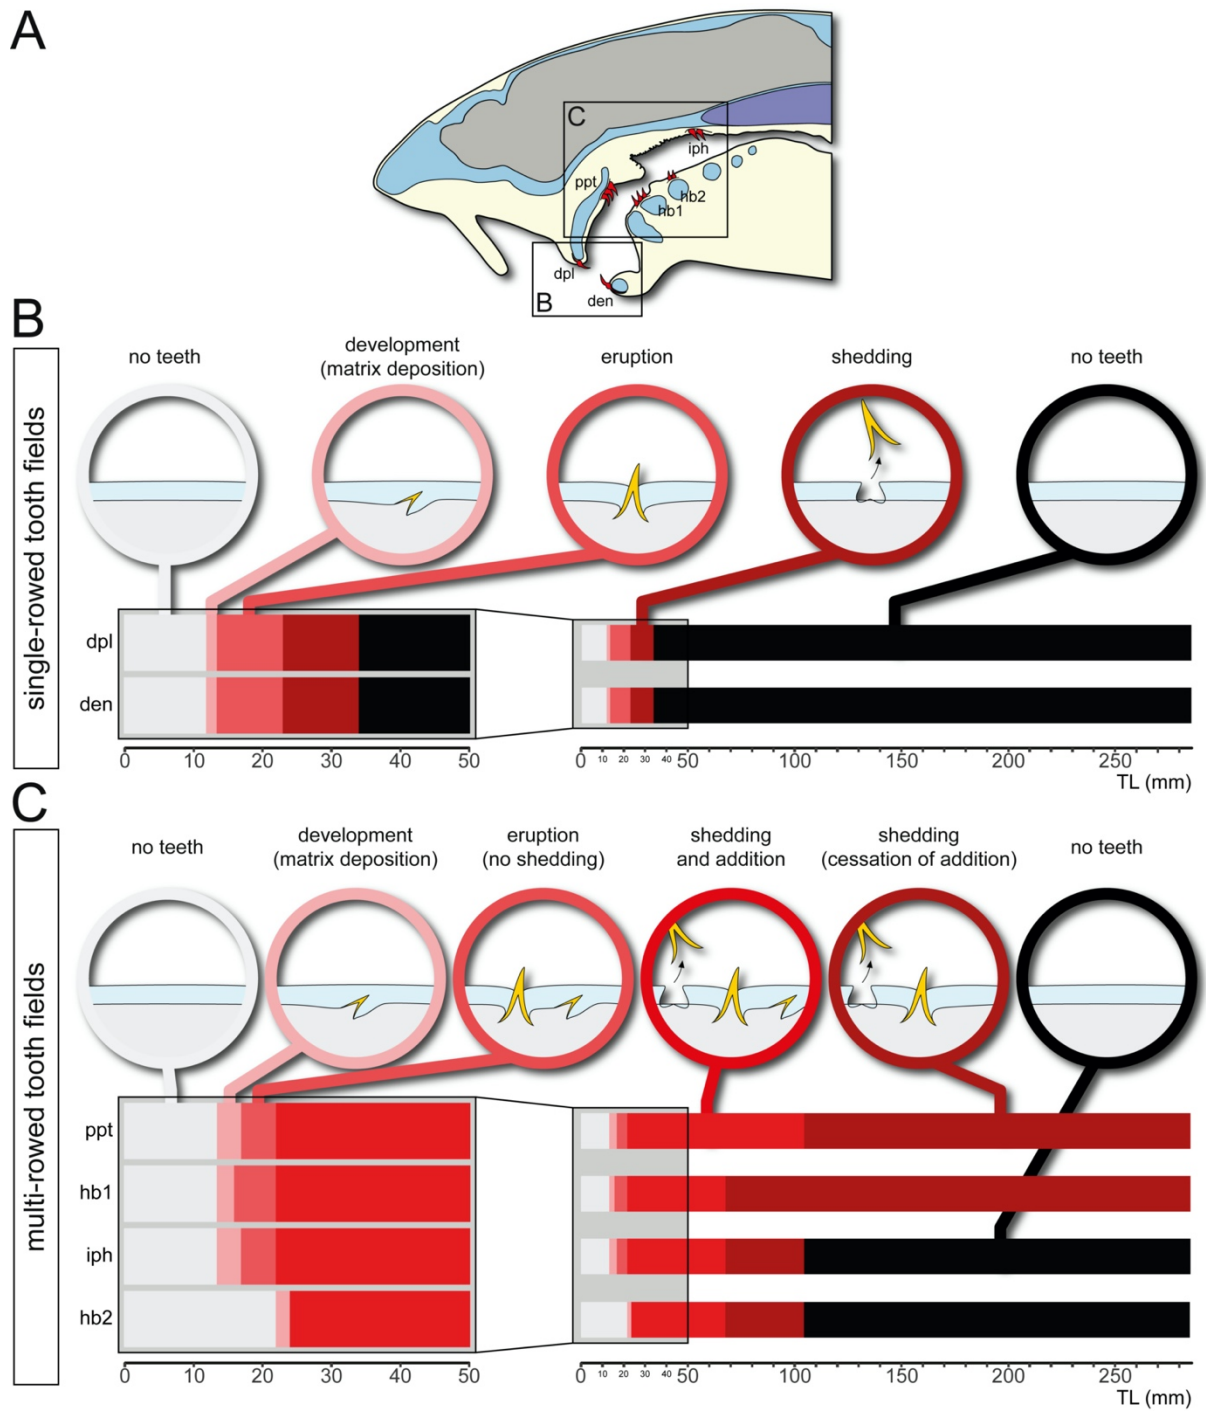 A
C
iph
ppt
hb2
hb1
dpl
den
B
B
single-rowed tooth fields
no teeth
development
(matrix deposition)
eruption
shedding
no teeth
dpl
den
0 10 20 30 40 50
0 10 20 30 40 50 100 150 200 250
TL (mm)
C
multi-rowed tooth fields
no teeth
development
(matrix deposition)
eruption
(no shedding)
shedding
and addition
shedding
(cessation of addition)
no teeth
ppt
hb1
iph
hb2
0 10 20 30 40 50
0 10 20 30 40 50 100 150 200 250
TL (mm)